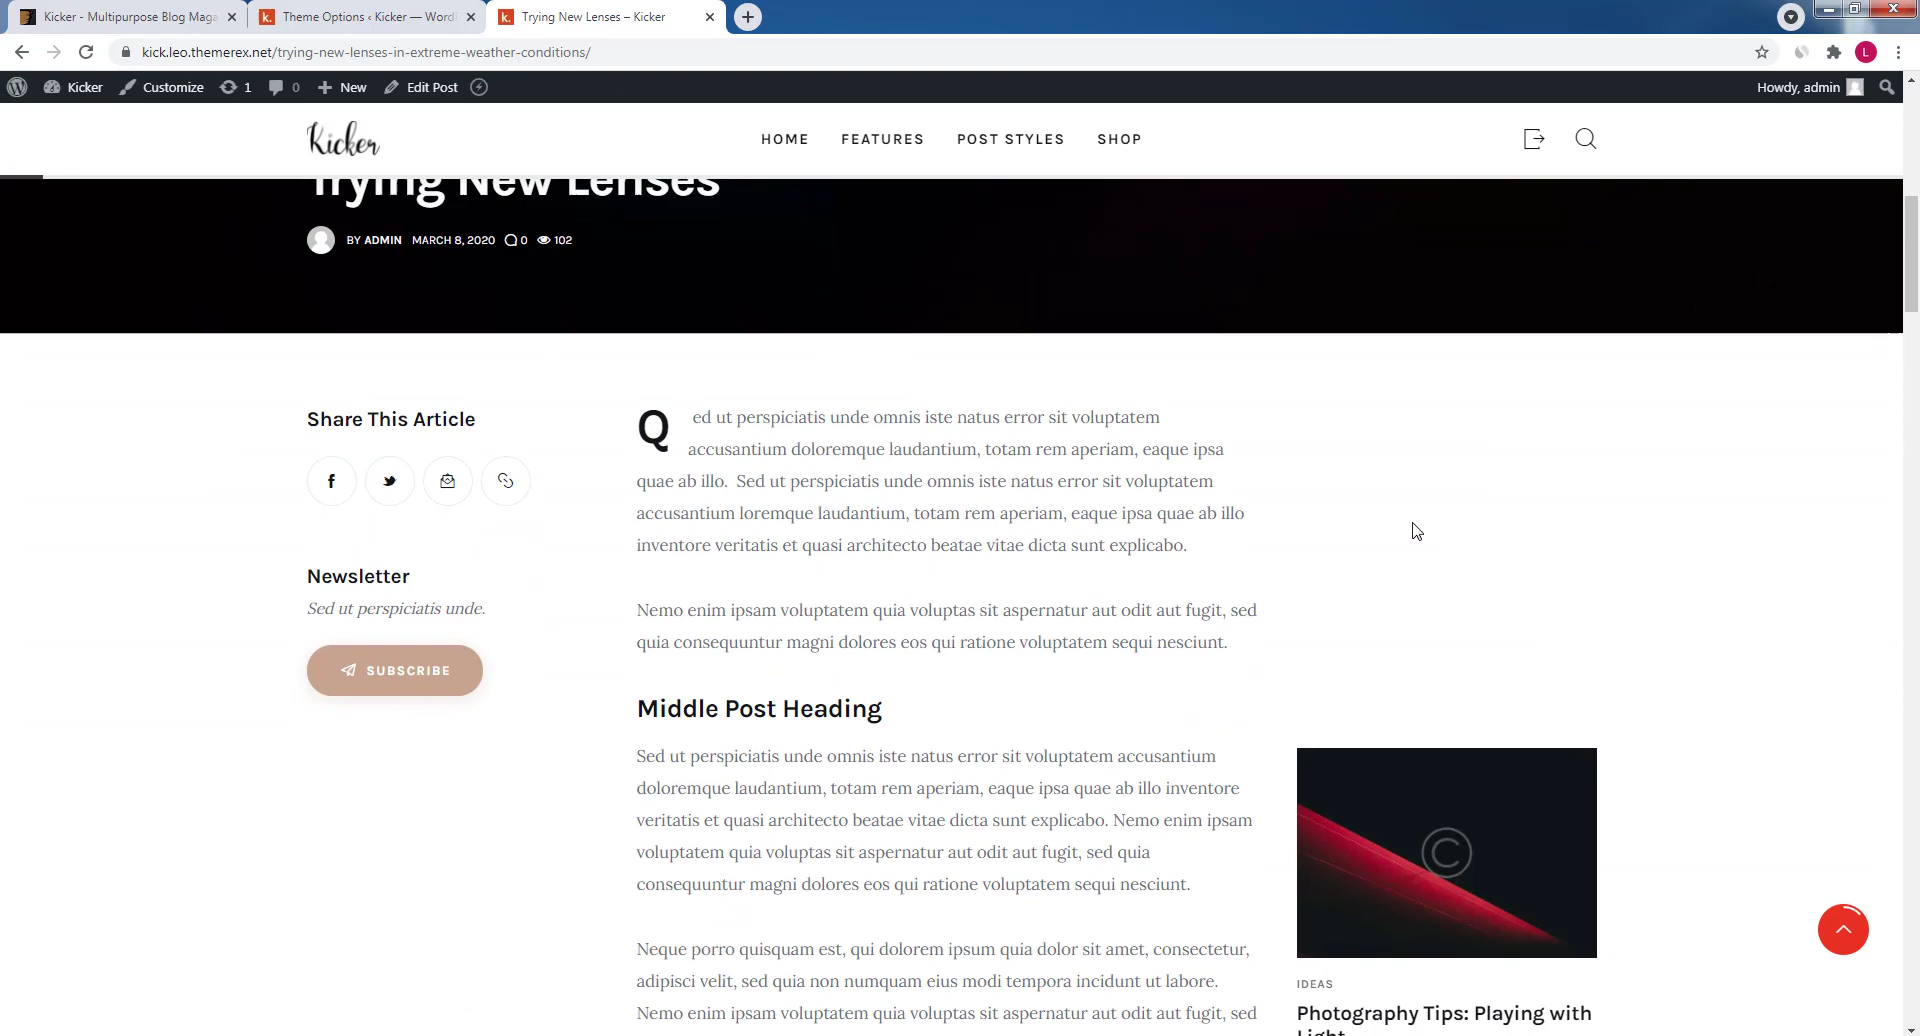 Kicker - Multipurpose Blog Maga
Theme Options ‹ Kicker — Word
Trying New Lenses – Kicker
kick.leo.themerex.net/trying-new-lenses-in-extreme-weather-conditions/
L
Kicker
Customize
1
0
New
Edit Post
Howdy, admin
Kicker
HOME
FEATURES
POST STYLES
SHOP
Trying New Lenses
BY ADMIN MARCH 8, 2020 0 102
Share This Article
Newsletter
Sed ut perspiciatis unde.
SUBSCRIBE
Q ed ut perspiciatis unde omnis iste natus error sit voluptatem
accusantium doloremque laudantium, totam rem aperiam, eaque ipsa
quae ab illo. Sed ut perspiciatis unde omnis iste natus error sit voluptatem
accusantium loremque laudantium, totam rem aperiam, eaque ipsa quae ab illo
inventore veritatis et quasi architecto beatae vitae dicta sunt explicabo.
Nemo enim ipsam voluptatem quia voluptas sit aspernatur aut odit aut fugit, sed
quia consequuntur magni dolores eos qui ratione voluptatem sequi nesciunt.
Middle Post Heading
Sed ut perspiciatis unde omnis iste natus error sit voluptatem accusantium
doloremque laudantium, totam rem aperiam, eaque ipsa quae ab illo inventore
veritatis et quasi architecto beatae vitae dicta sunt explicabo. Nemo enim ipsam
voluptatem quia voluptas sit aspernatur aut odit aut fugit, sed quia
consequuntur magni dolores eos qui ratione voluptatem sequi nesciunt.
Neque porro quisquam est, qui dolorem ipsum quia dolor sit amet, consectetur,
adipisci velit, sed quia non numquam eius modi tempora incidunt ut labore.
Nemo enim ipsam voluptatem quia voluptas sit aspernatur aut odit aut fugit, sed
©
IDEAS
Photography Tips: Playing with
Light